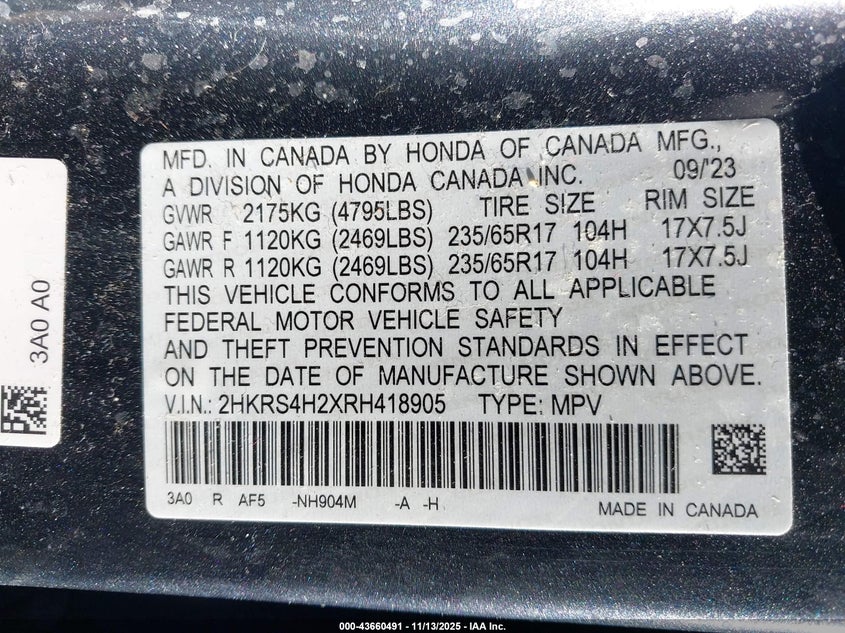 MFD. IN CANADA BY HONDA OF CANADA MFG.,
A DIVISION OF HONDA CANADA INC. 09/'23
GVWR 2175KG (4795LBS) TIRE SIZE RIM SIZE
GAWR F 1120KG (2469LBS) 235/65R17 104H 17X7.5J
GAWR R 1120KG (2469LBS) 235/65R17 104H 17X7.5J
THIS VEHICLE CONFORMS TO ALL APPLICABLE
FEDERAL MOTOR VEHICLE SAFETY
AND THEFT PREVENTION STANDARDS IN EFFECT
ON THE DATE OF MANUFACTURE SHOWN ABOVE.
V.I.N.: 2HKRS4H2XRH418905 TYPE: MPV
3A0 R AF5 -NH904M -A -H MADE IN CANADA
3A0 A0
000-43660491 - 11/13/2025 - IAA Inc.